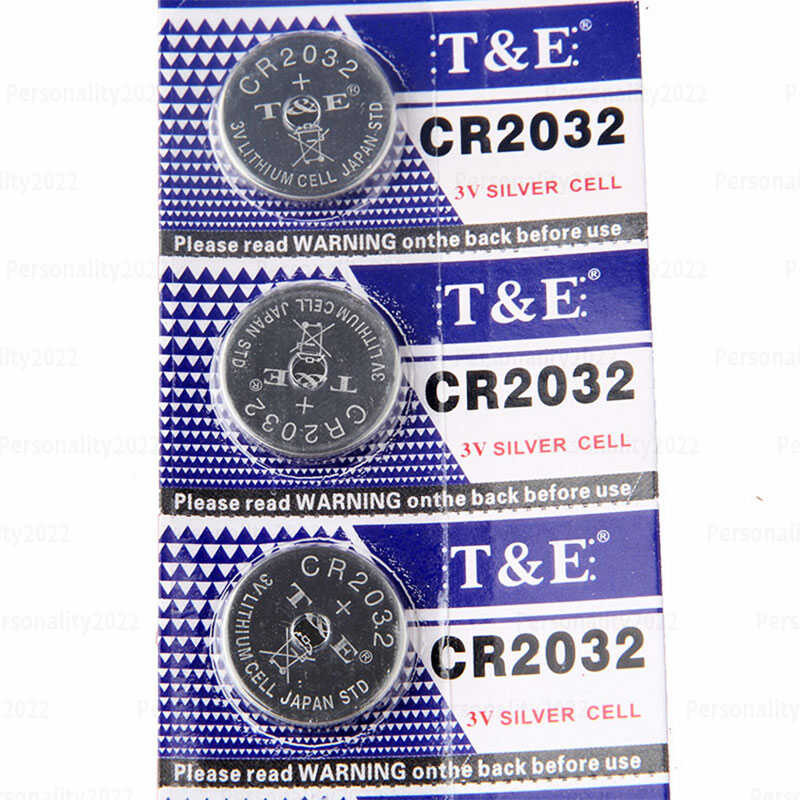 T&E®
CR2032
3V SILVER CELL
CR2032
+
T&E®
3V LITHIUM CELL JAPAN STD
Please read WARNING onthe back before use
T&E®
CR2032
3V SILVER CELL
CR2032
+
T&E®
3V LITHIUM CELL JAPAN STD.
Please read WARNING onthe back before use
T&E®
CR2032
3V SILVER CELL
CR2032
+
T&E®
3V LITHIUM CELL JAPAN STD
Please read WARNING onthe back before use
Personality2022